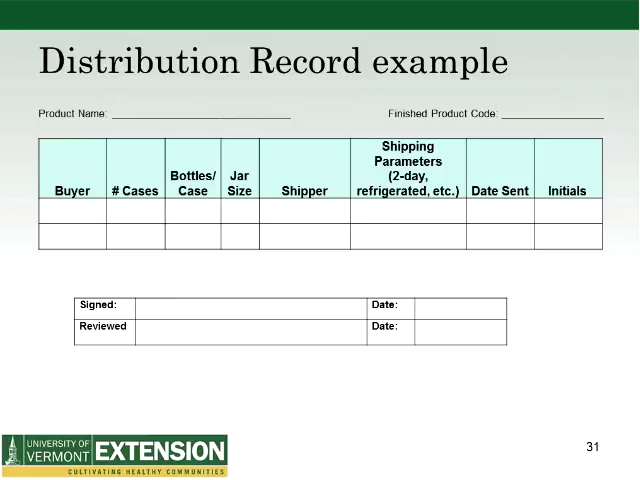 Distribution Record example
Product Name: ______________________________ Finished Product Code: _________________
Buyer # Cases Bottles/ Case Jar Size Shipper Shipping Parameters (2-day, refrigerated, etc.) Date Sent Initials
Signed: Date:
Reviewed Date:
UNIVERSITY OF
VERMONT EXTENSION
CULTIVATING HEALTHY COMMUNITIES
31